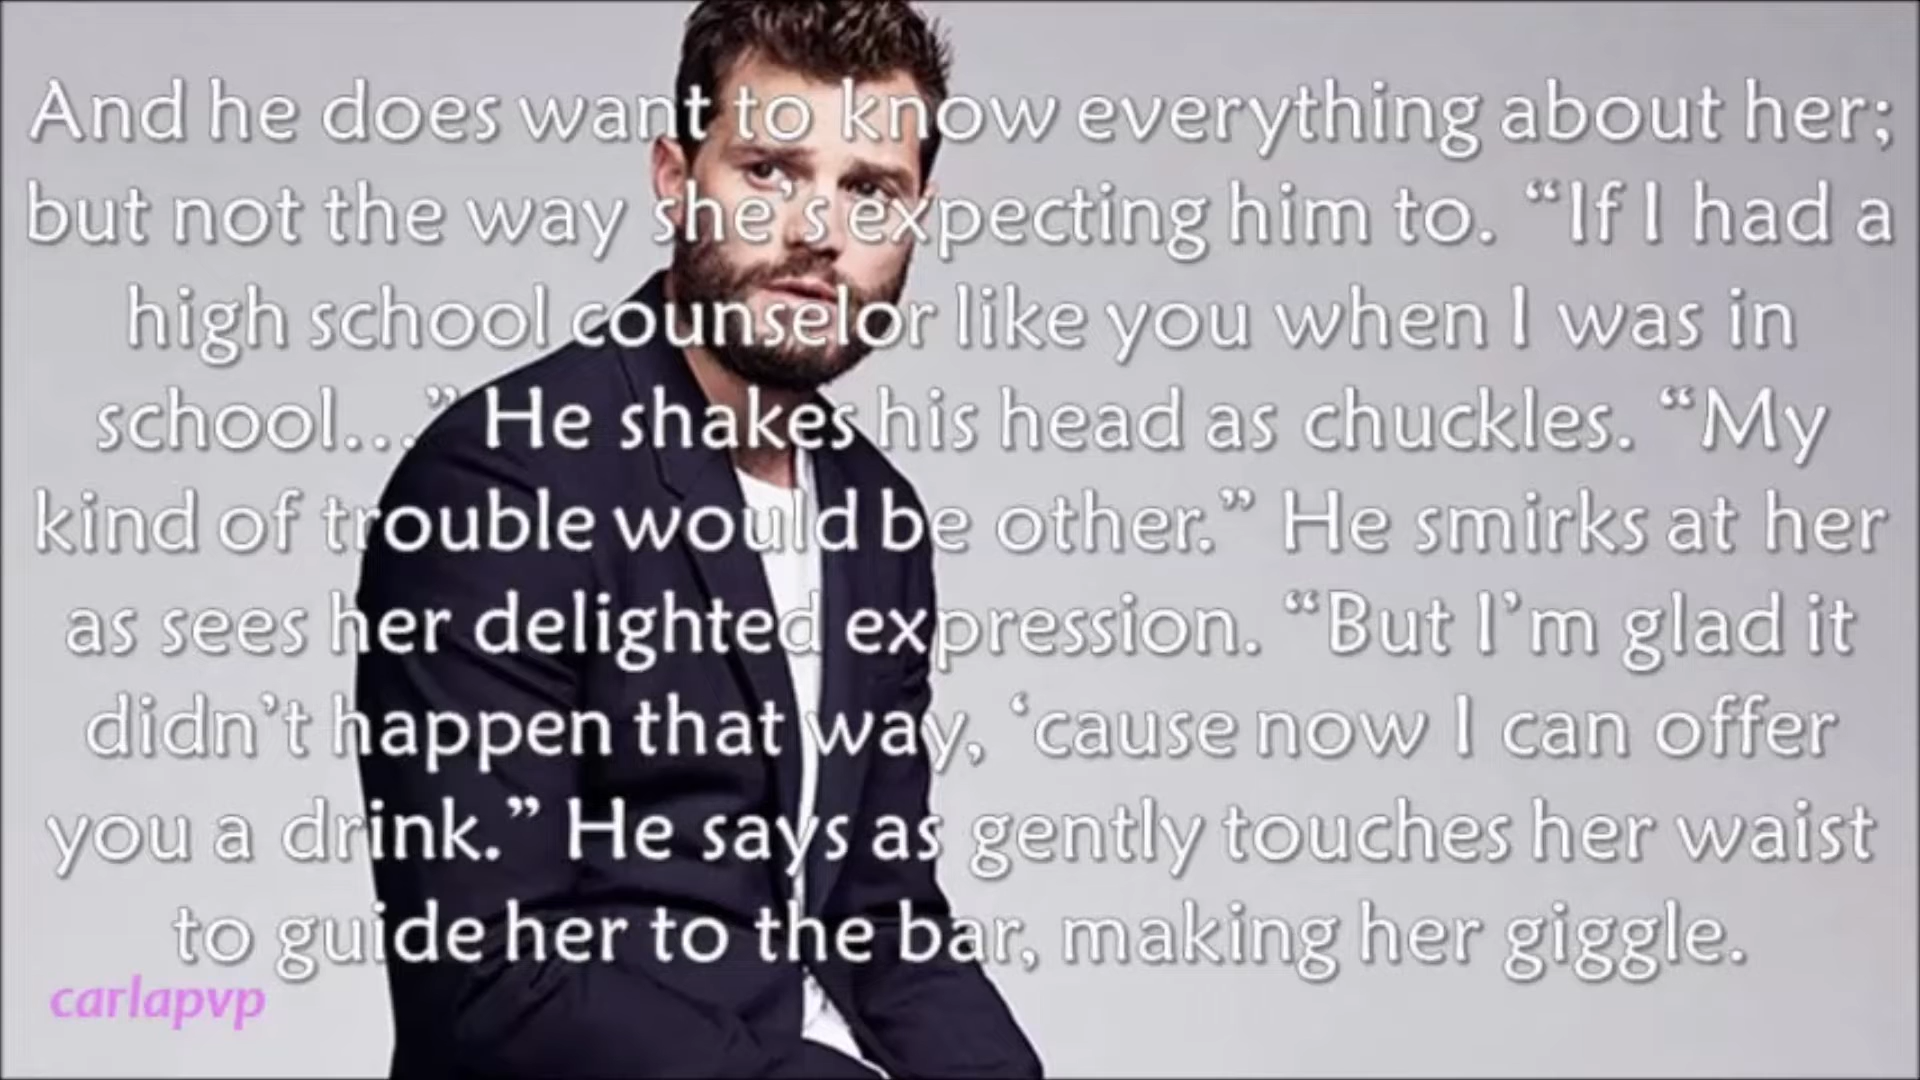 And he does want to know everything about her;
but not the way she's expecting him to. “If I had a
high school counselor like you when I was in
school...” He shakes his head as chuckles. “My
kind of trouble would be other.” He smirks at her
as sees her delighted expression. “But I’m glad it
didn’t happen that way, ‘cause now I can offer
you a drink.” He says as gently touches her waist
to guide her to the bar, making her giggle.
carlapvp